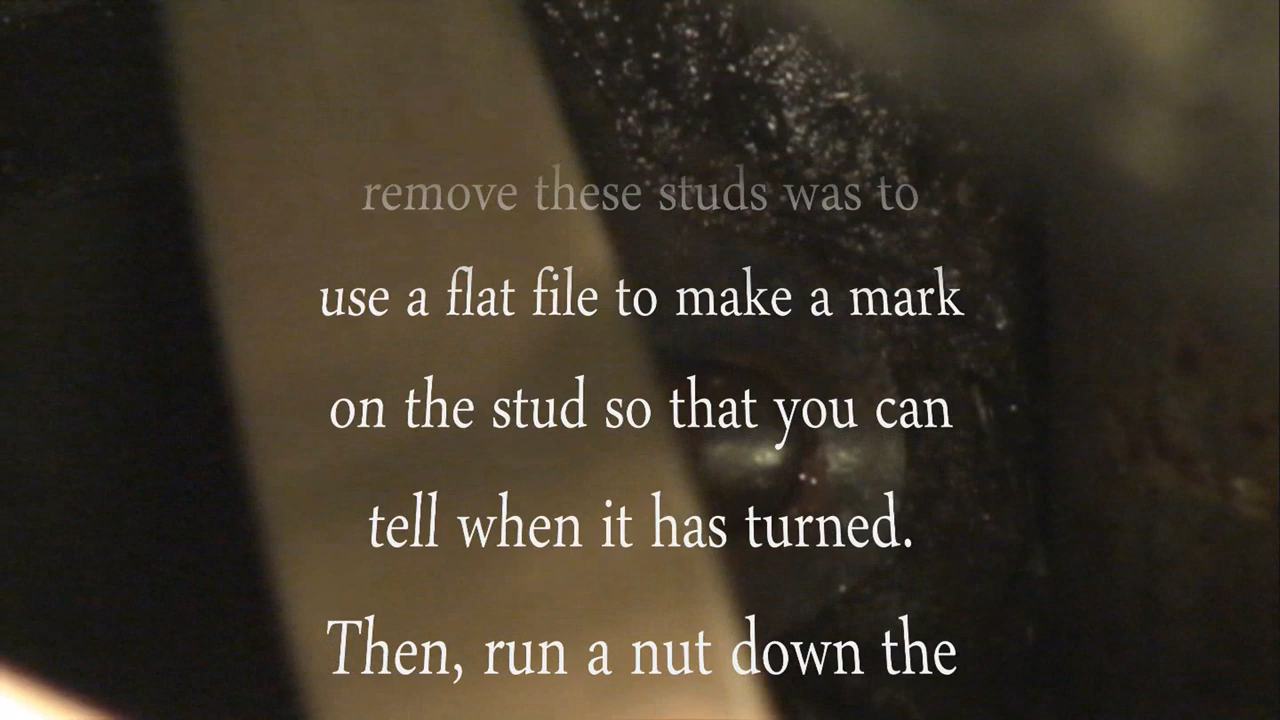 remove these studs was to
use a flat file to make a mark
on the stud so that you can
tell when it has turned.
Then, run a nut down the